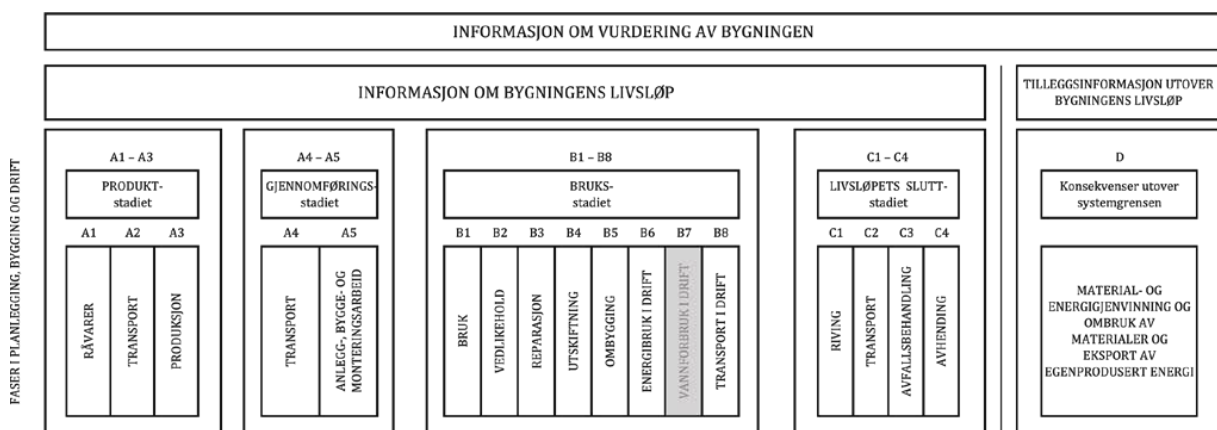 INFORMASJON OM VURDERING AV BYGNINGEN
INFORMASJON OM BYGNINGENS LIVSLØP
TILLEGGSINFORMASJON UTOVER
BYGNINGENS LIVSLØP
FASER I PLANLEGGING, BYGGING OG DRIFT
A1 – A3
PRODUKT-
stadiet
A1 A2 A3
RÅVARER
TRANSPORT
PRODUKSJON
A4 – A5
GJENNOMFØRINGS-
stadiet
A4 A5
TRANSPORT
ANLEGG-, BYGGE- OG
MONTERINGSARBEID
B1 – B8
BRUKS-
stadiet
B1 B2 B3 B4 B5 B6 B7 B8
BRUK
VEDLIKEHOLD
REPARASJON
UTSKIFTNING
OMBYGGING
ENERGIBRUK I DRIFT
VANNFORBRUK I DRIFT
TRANSPORT I DRIFT
C1 – C4
LIVSLØPETS SLUTT-
stadiet
C1 C2 C3 C4
RIVING
TRANSPORT
AVFALLSBEHANDLING
AVHENDING
D
Konsekvenser utover
systemgrensen
MATERIAL- OG
ENERGIGJENVINNING OG
OMBRUK AV
MATERIALER OG
EKSPORT AV
EGENPRODUSERT ENERGI